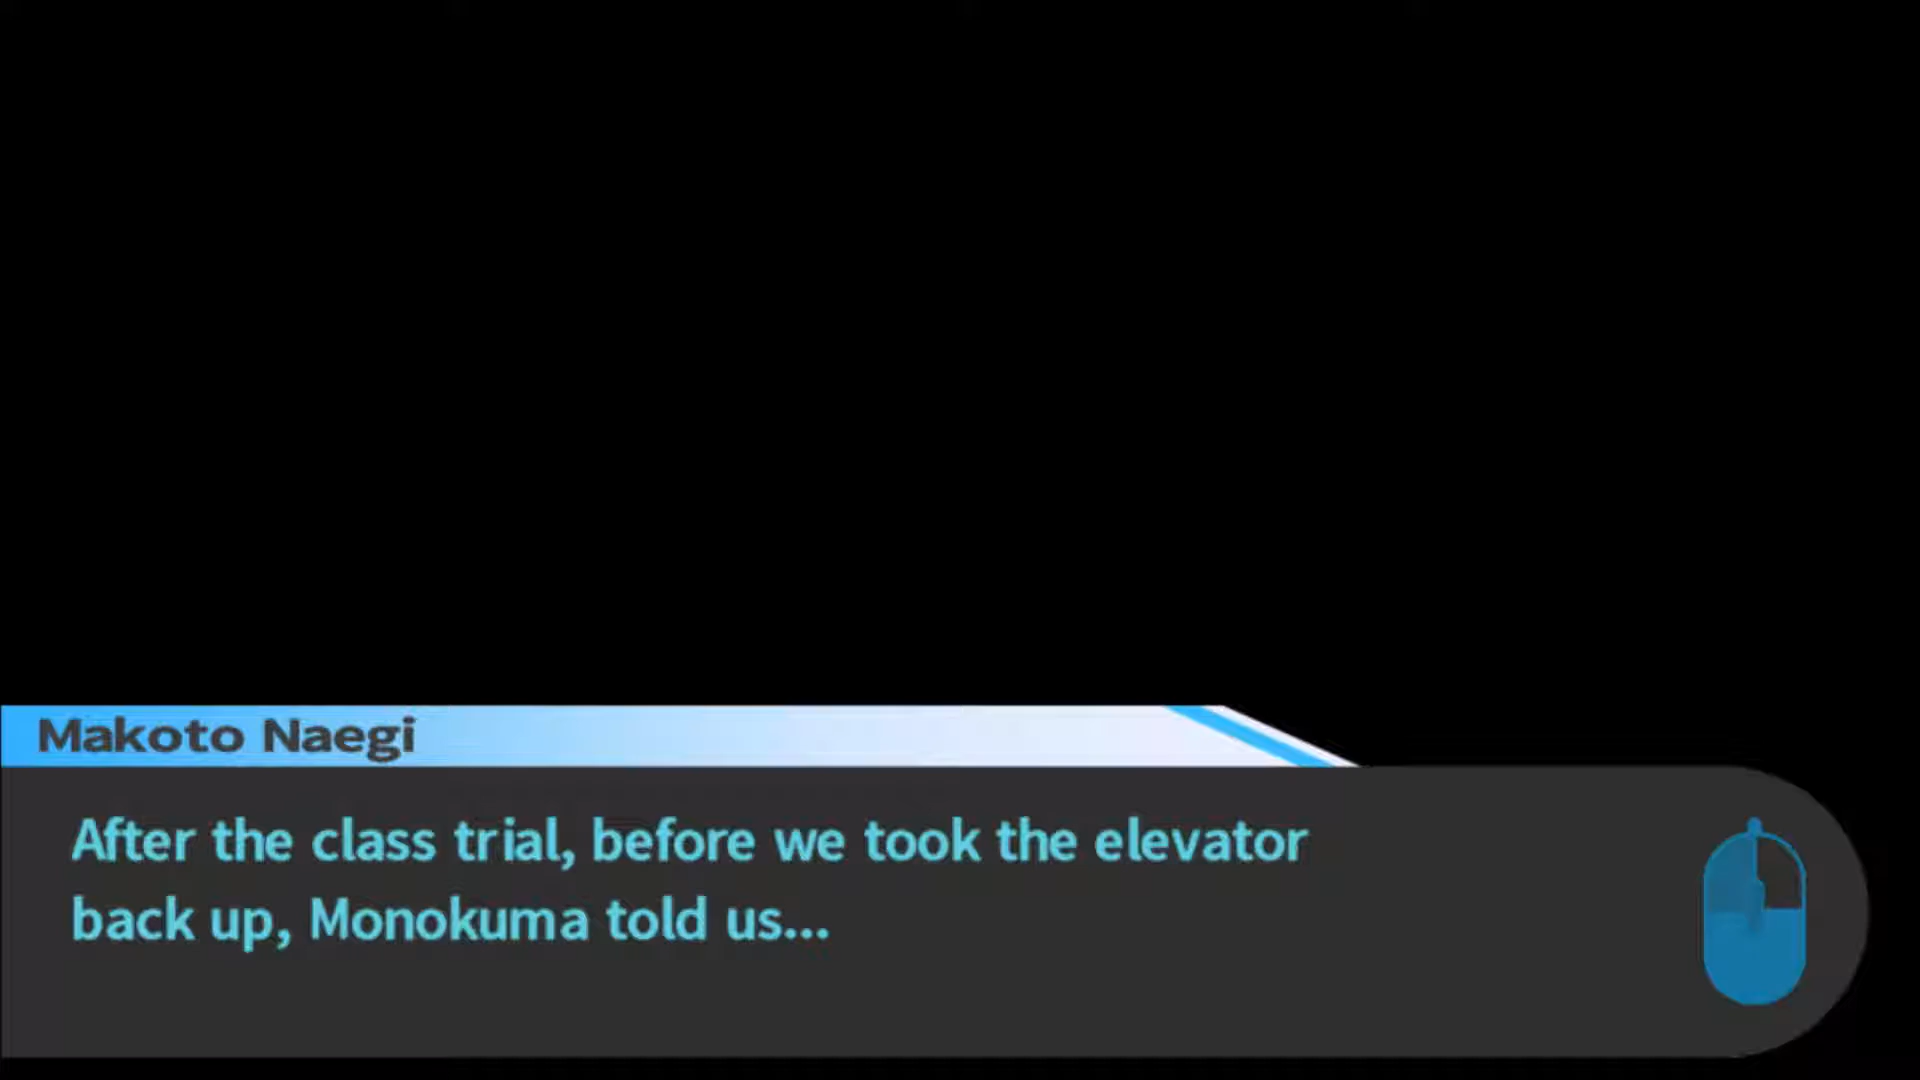 Makoto Naegi
After the class trial, before we took the elevator
back up, Monokuma told us...